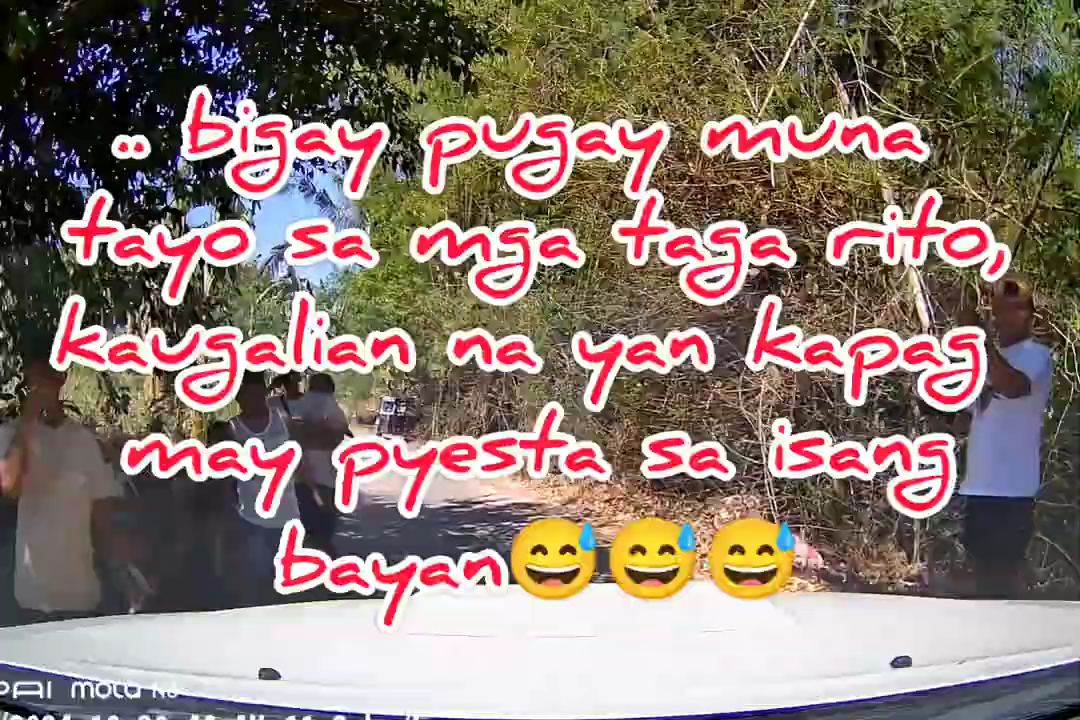 .. bigay pugay muna
tayo sa mga taga rito,
kaugalian na yan kapag
may pyesta sa isang
bayan😅😅😅